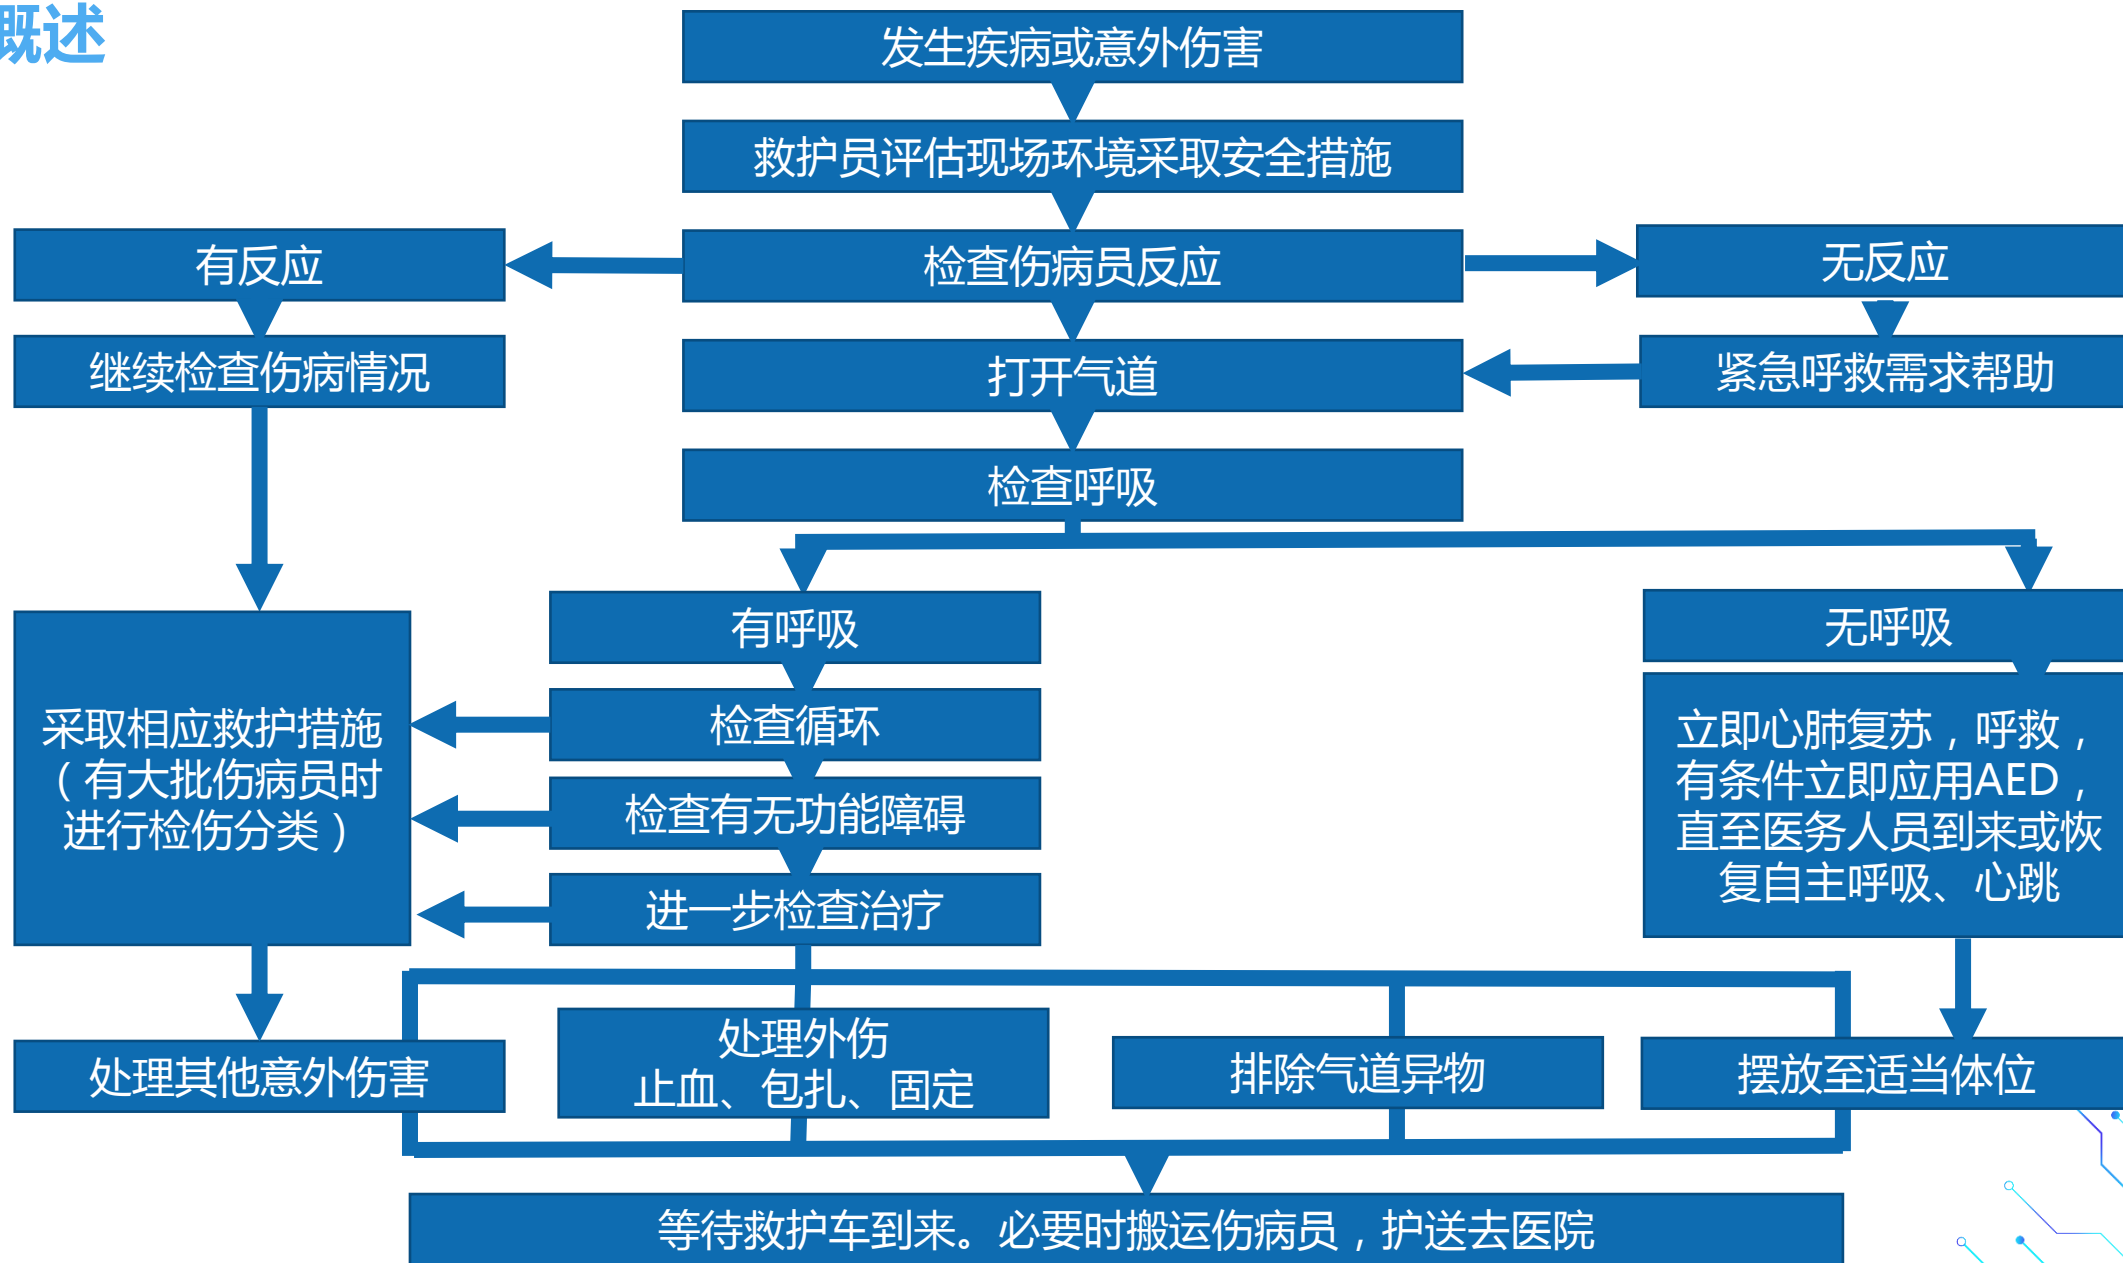 概述
发生疾病或意外伤害
救护员评估现场环境采取安全措施
有反应
检查伤病员反应
无反应
继续检查伤病情况
打开气道
紧急呼救需求帮助
检查呼吸
有呼吸
无呼吸
采取相应救护措施
（有大批伤病员时
进行检伤分类）
检查循环
检查有无功能障碍
进一步检查治疗
立即心肺复苏，呼救，
有条件立即应用AED，
直至医务人员到来或恢
复自主呼吸、心跳
处理其他意外伤害
处理外伤
止血、包扎、固定
排除气道异物
摆放至适当体位
等待救护车到来。必要时搬运伤病员，护送去医院